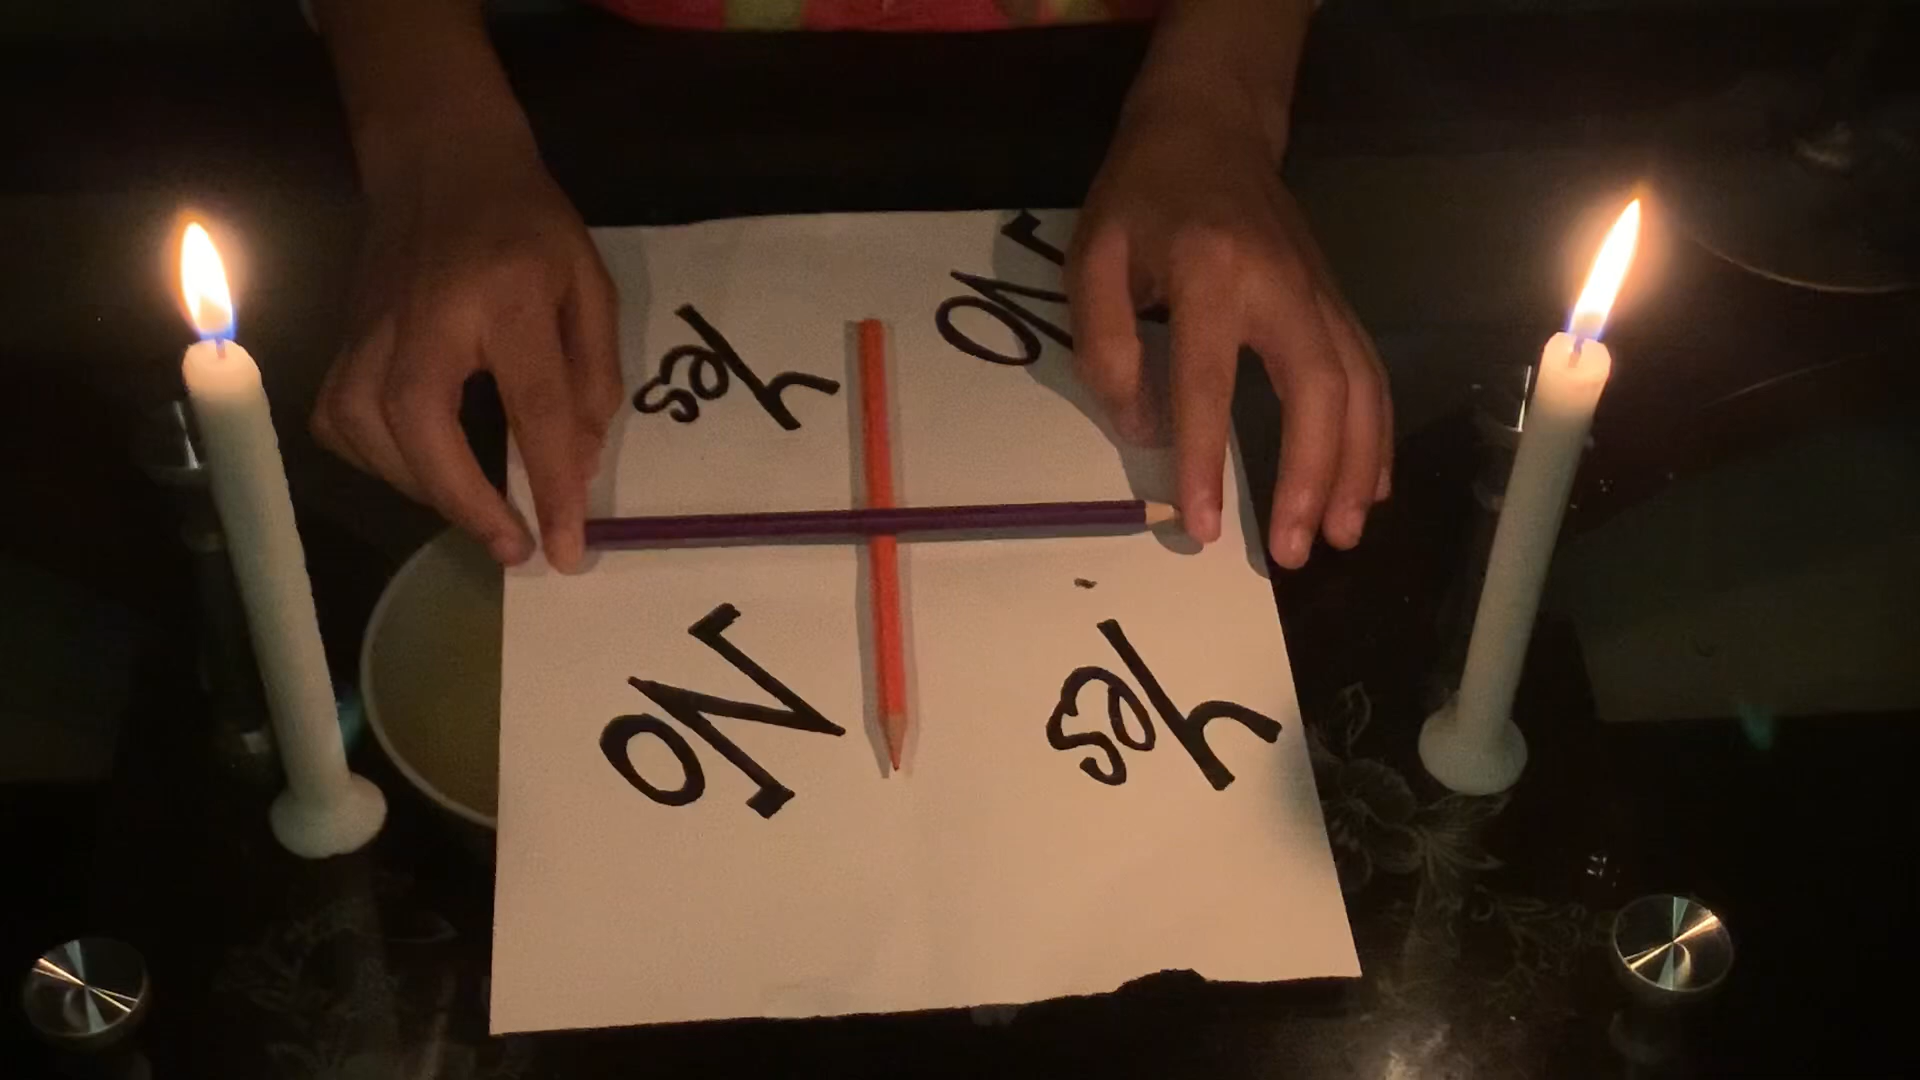 Yes No
No Yes